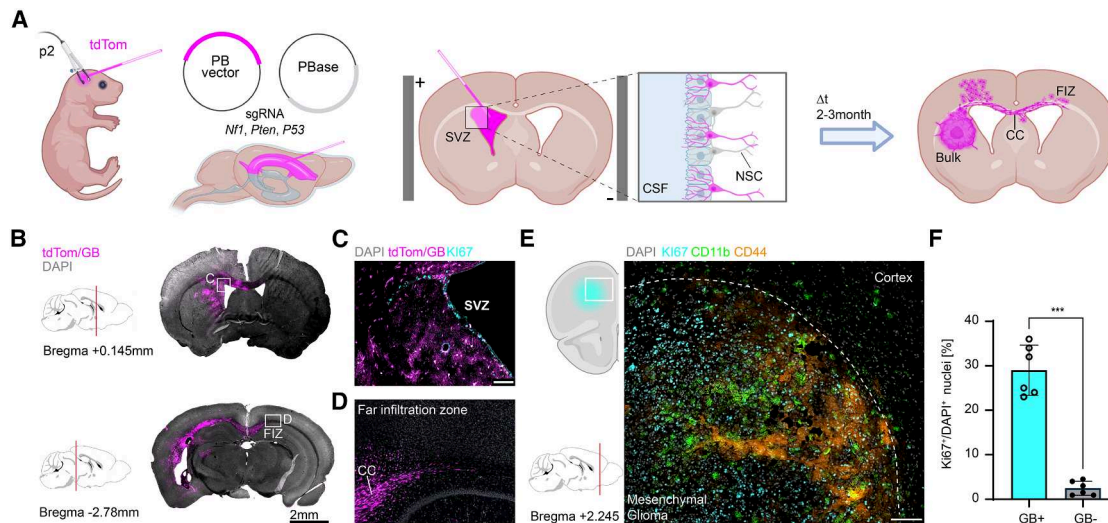 A
p2
tdTom
PB
vector
PBase
sgRNA
Nf1, Pten, P53
+
SVZ
-
CSF
NSC
Δt
2-3month
FIZ
CC
Bulk
B
tdTom/GB
DAPI
C
Bregma +0.145mm
D
FIZ
Bregma -2.78mm
2mm
C
DAPI tdTom/GB KI67
SVZ
D
Far infiltration zone
CC
E
DAPI Ki67 CD11b CD44
Cortex
Mesenchymal
Glioma
Bregma +2.245
F
***
Ki67⁺/DAPI⁺ nuclei [%]
40
30
20
10
0
GB+
GB-